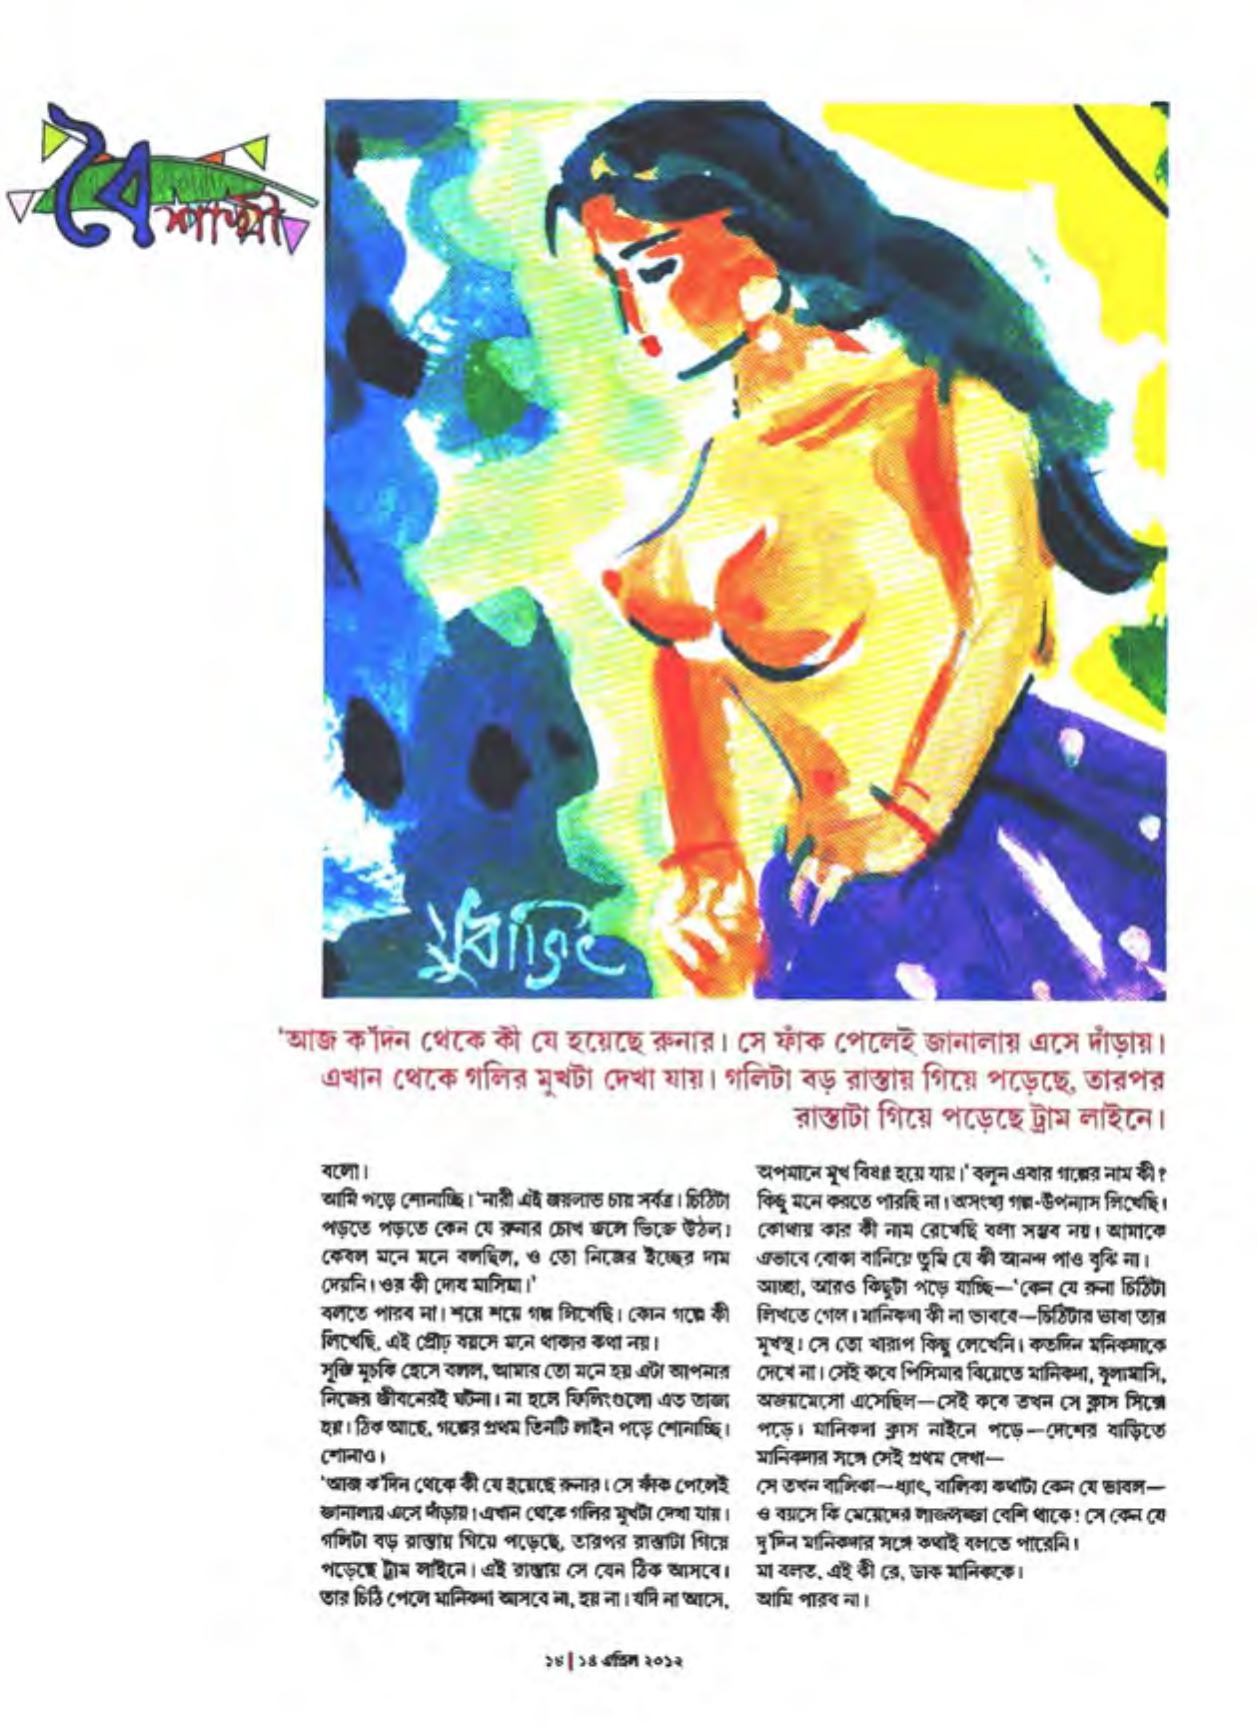 বৈশাখী
সুব্রজিৎ
'আজ ক'দিন থেকে কী যে হয়েছে রুনার। সে ফাঁক পেলেই জানালায় এসে দাঁড়ায়।
এখান থেকে গলির মুখটা দেখা যায়। গলিটা বড় রাস্তায় গিয়ে পড়েছে, তারপর
রাস্তাটা গিয়ে পড়েছে ট্রাম লাইনে।
বলো।
আমি পড়ে শোনাচ্ছি। 'নারী এই জয়লাভ চায় সর্বত্র। চিঠিটা
পড়তে পড়তে কেন যে রুনার চোখ জলে ভিজে উঠল।
কেবল মনে মনে বলছিল, ও তো নিজের ইচ্ছের দাম
দেয়নি। ওর কী দোষ মাসিমা।'
বলতে পারব না। শয়ে শয়ে গল্প লিখেছি। কোন গল্পে কী
লিখেছি, এই প্রৌঢ় বয়সে মনে থাকার কথা নয়।
সূক্তি মুচকি হেসে বলল, আমার তো মনে হয় এটা আপনার
নিজের জীবনেরই ঘটনা। না হলে ফিলিংগুলো এত তাজা
হয়। ঠিক আছে, গল্পের প্রথম তিনটি লাইন পড়ে শোনাচ্ছি।
শোনাও।
'আজ ক'দিন থেকে কী যে হয়েছে রুনার। সে ফাঁক পেলেই
জানালায় এসে দাঁড়ায়। এখান থেকে গলির মুখটা দেখা যায়।
গলিটা বড় রাস্তায় গিয়ে পড়েছে, তারপর রাস্তাটা গিয়ে
পড়েছে ট্রাম লাইনে। এই রাস্তায় সে যেন ঠিক আসবে।
তার চিঠি পেলে মানিকদা আসবে না, হয় না। যদি না আসে,
অপমানে মুখ বিষণ্ণ হয়ে যায়।' বলুন এবার গল্পের নাম কী?
কিছু মনে করতে পারছি না। অসংখ্য গল্প-উপন্যাস লিখেছি।
কোথায় কার কী নাম রেখেছি বলা সম্ভব নয়। আমাকে
এভাবে বোকা বানিয়ে তুমি যে কী আনন্দ পাও বুঝি না।
আচ্ছা, আরও কিছুটা পড়ে যাচ্ছি—'কেন যে রুনা চিঠিটা
লিখতে গেল। মানিকদা কী না ভাববে—চিঠিটার ভাষা তার
মুখস্থ। সে তো খারাপ কিছু লেখেনি। কতদিন মনিকদাকে
দেখে না। সেই কবে পিসিমার বিয়েতে মানিকদা, বুলামাসি,
অজয়মেসো এসেছিল—সেই কবে তখন সে ক্লাস সিক্সে
পড়ে। মানিকদা ক্লাস নাইনে পড়ে—দেশের বাড়িতে
মানিকদার সঙ্গে সেই প্রথম দেখা—
সে তখন বালিকা—ধ্যাৎ, বালিকা কথাটা কেন যে ভাবল—
ও বয়সে কি মেয়েদের লাজলজ্জা বেশি থাকে! সে কেন যে
দু'দিন মানিকদার সঙ্গে কথাই বলতে পারেনি।
মা বলত, এই কী রে, ডাক মানিককে।
আমি পারব না।
১৪ এপ্রিল ২০১২